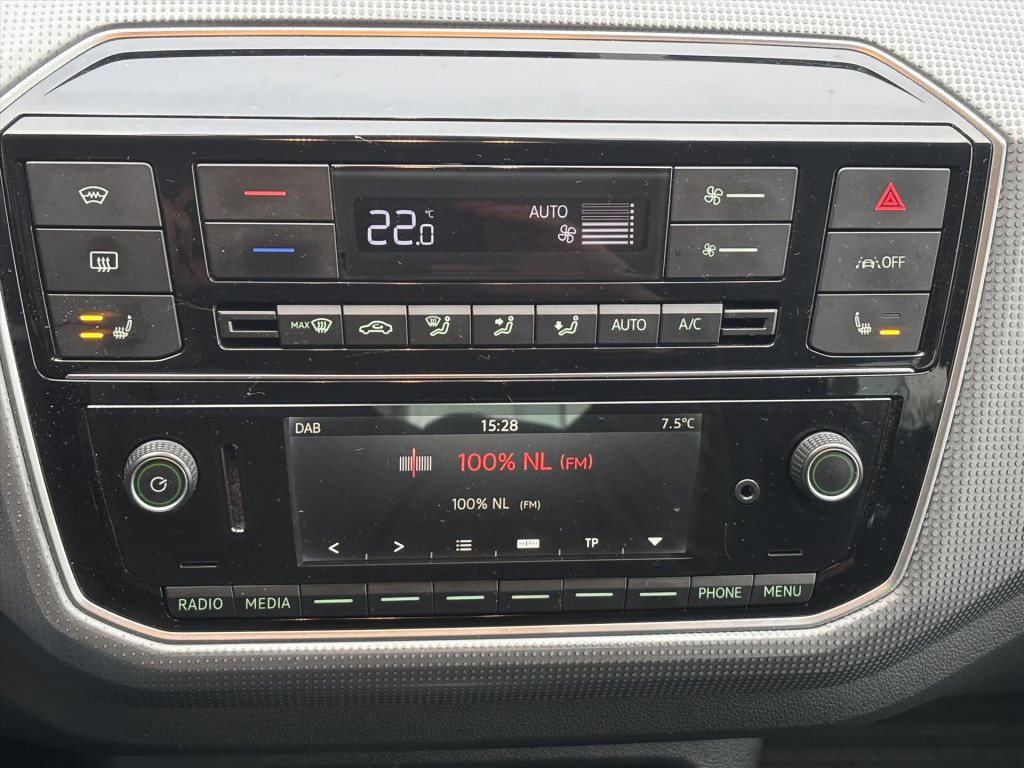 22.0 °C AUTO
OFF
MAX AUTO A/C
DAB 15:28 7.5°C
100% NL (FM)
100% NL (FM)
< > TP
RADIO MEDIA PHONE MENU